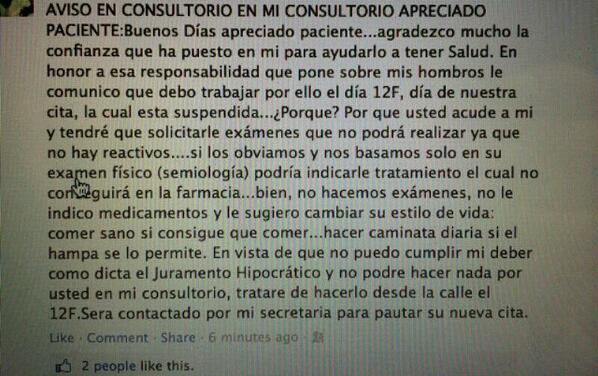 AVISO EN CONSULTORIO EN MI CONSULTORIO APRECIADO
PACIENTE:Buenos Días apreciado paciente...agradezco mucho la
confianza que ha puesto en mi para ayudarlo a tener Salud. En
honor a esa responsabilidad que pone sobre mis hombros le
comunico que debo trabajar por ello el día 12F, día de nuestra
cita, la cual esta suspendida...¿Porque? Por que usted acude a mi
y tendré que solicitarle exámenes que no podrá realizar ya que
no hay reactivos....si los obviamos y nos basamos solo en su
examen físico (semiología) podría indicarle tratamiento el cual no
conseguirá en la farmacia...bien, no hacemos exámenes, no le
indico medicamentos y le sugiero cambiar su estilo de vida:
comer sano si consigue que comer...hacer caminata diaria si el
hampa se lo permite. En vista de que no puedo cumplir mi deber
como dicta el Juramento Hipocrático y no podre hacer nada por
usted en mi consultorio, tratare de hacerlo desde la calle el
12F.Sera contactado por mi secretaria para pautar su nueva cita.
Like · Comment · Share · 6 minutes ago ·
2 people like this.